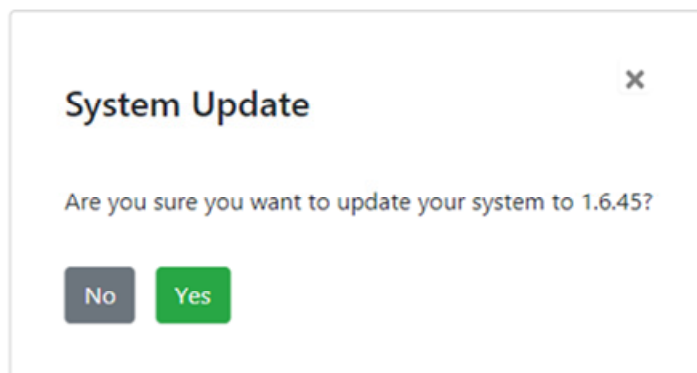 System Update
Are you sure you want to update your system to 1.6.45?
No Yes